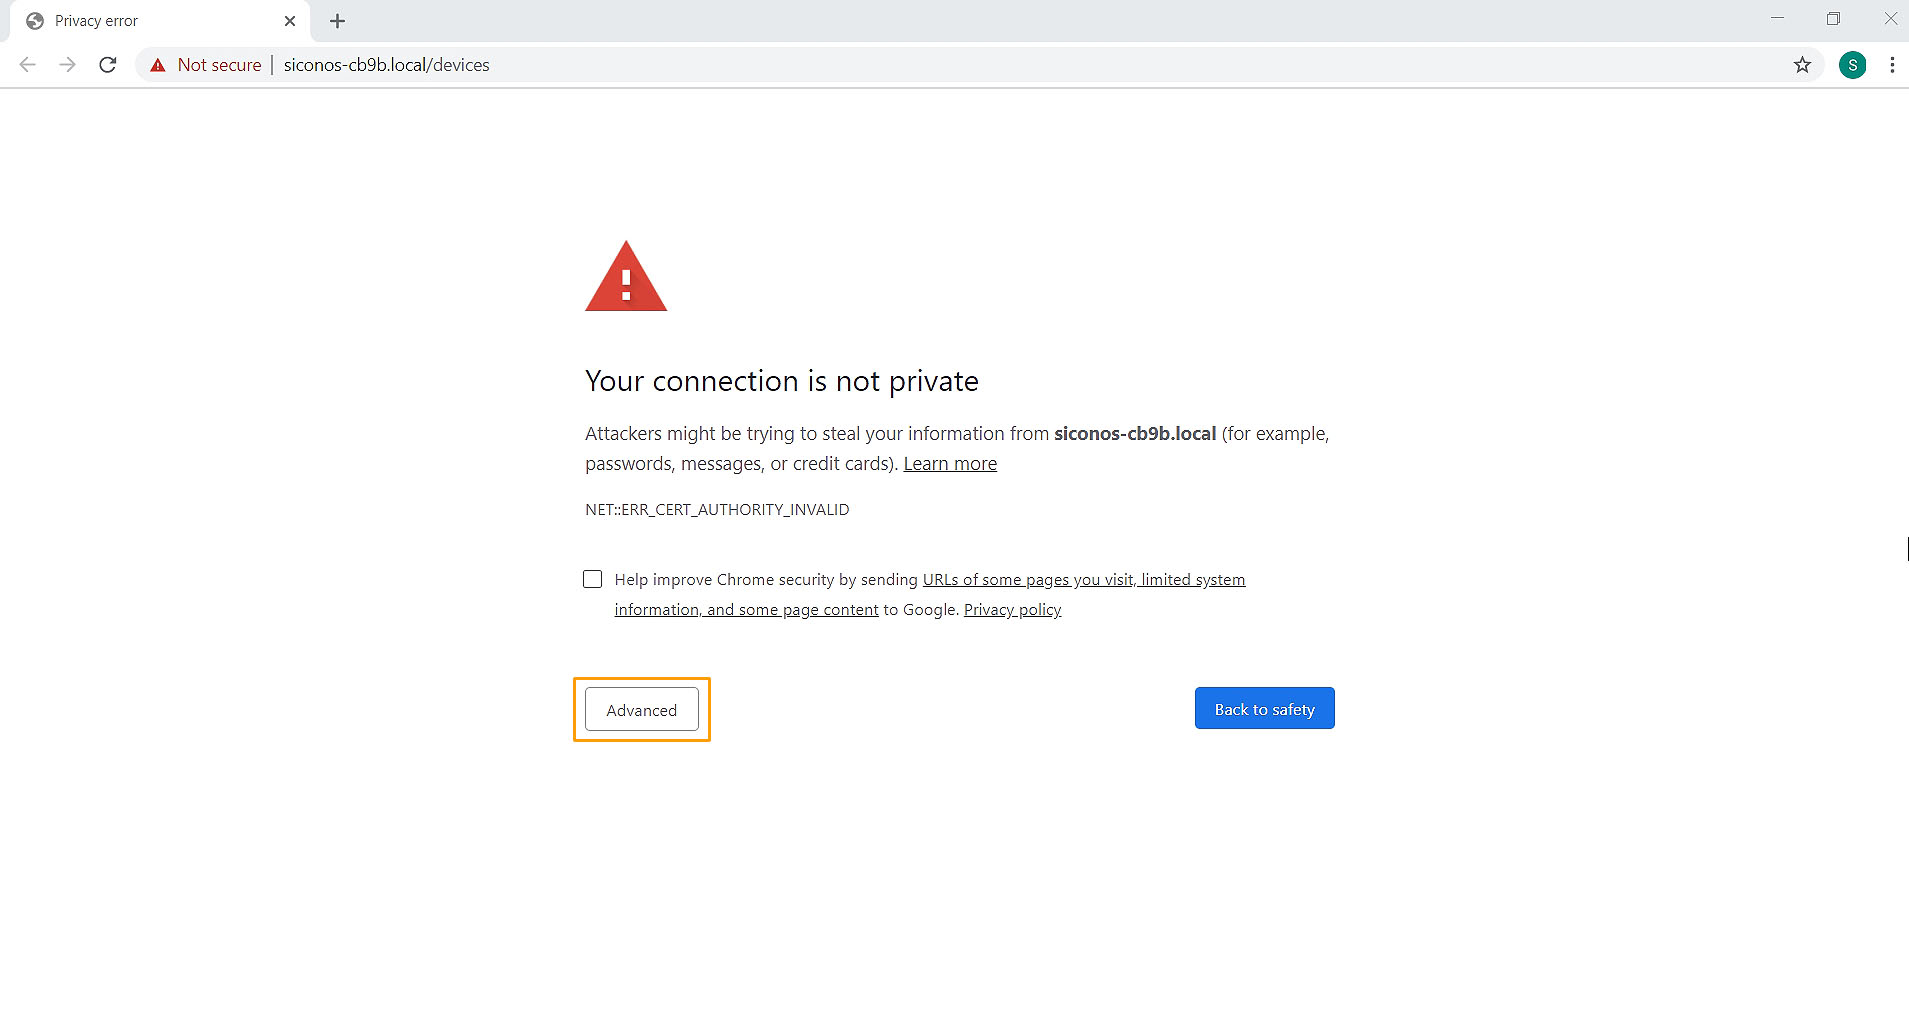 Privacy error
Not secure | siconos-cb9b.local/devices
S
Your connection is not private
Attackers might be trying to steal your information from siconos-cb9b.local (for example,
passwords, messages, or credit cards). Learn more
NET::ERR_CERT_AUTHORITY_INVALID
Help improve Chrome security by sending URLs of some pages you visit, limited system
information, and some page content to Google. Privacy policy
Advanced
Back to safety